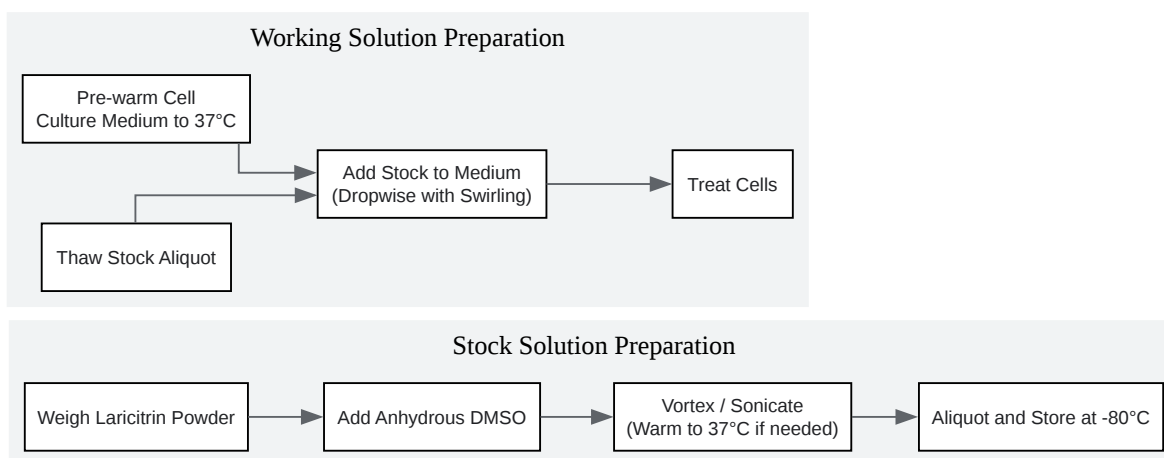 Working Solution Preparation
Pre-warm Cell
Culture Medium to 37°C
Thaw Stock Aliquot
Add Stock to Medium
(Dropwise with Swirling)
Treat Cells
Stock Solution Preparation
Weigh Laricitrin Powder
Add Anhydrous DMSO
Vortex / Sonicate
(Warm to 37°C if needed)
Aliquot and Store at -80°C